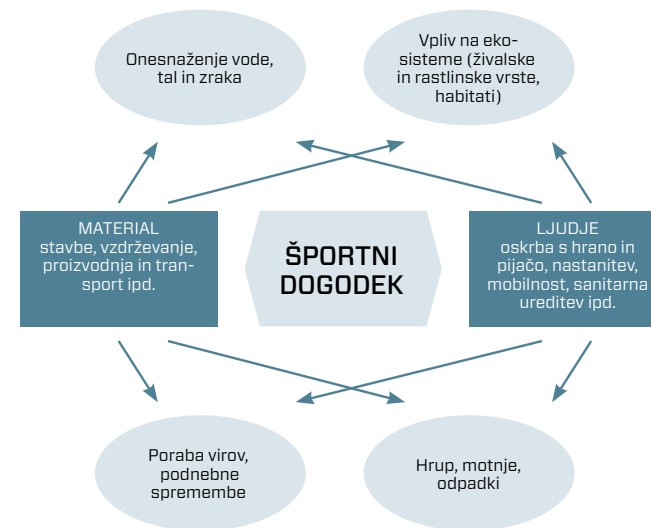 Onesnaženje vode,
tal in zraka
Vpliv na eko-
sisteme (živalske
in rastlinske vrste,
habitati)
MATERIAL
stavbe, vzdrževanje,
proizvodnja in tran-
sport ipd.
ŠPORTNI
DOGODEK
LJUDJE
oskrba s hrano in
pijačo, nastanitev,
mobilnost, sanitarna
ureditev ipd.
Poraba virov,
podnebne
spremembe
Hrup, motnje,
odpadki